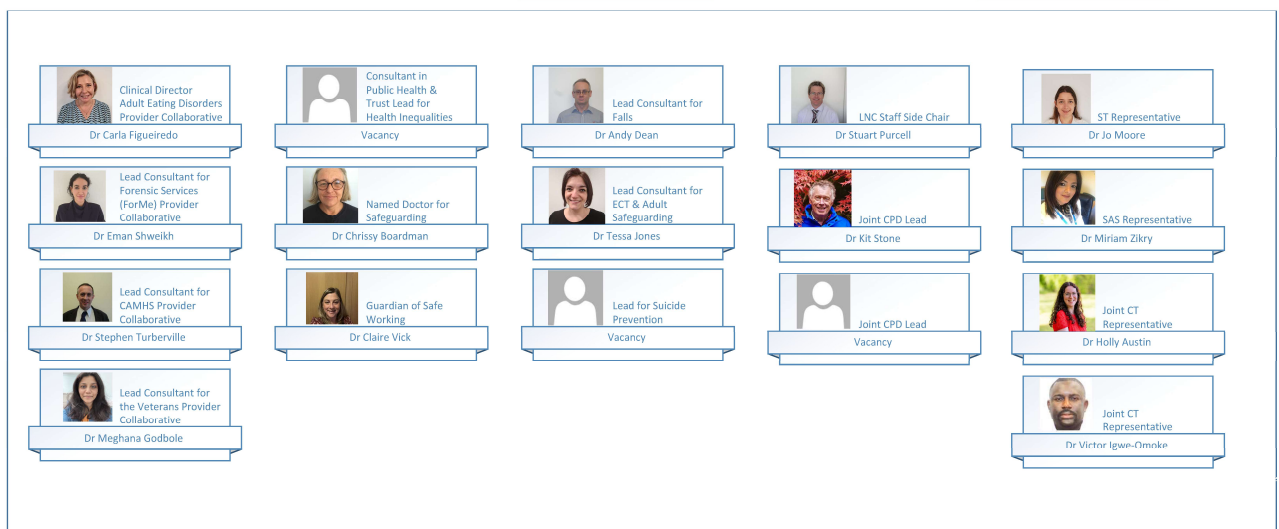 Clinical Director
Adult Eating Disorders
Provider Collaborative
Dr Carla Figueiredo
Consultant in
Public Health &
Trust Lead for
Health Inequalities
Vacancy
Lead Consultant for
Falls
Dr Andy Dean
LNC Staff Side Chair
Dr Stuart Purcell
ST Representative
Dr Jo Moore
Lead Consultant for
Forensic Services
(ForMe) Provider
Collaborative
Dr Eman Shweikh
Named Doctor for
Safeguarding
Dr Chrissy Boardman
Lead Consultant for
ECT & Adult
Safeguarding
Dr Tessa Jones
Joint CPD Lead
Dr Kit Stone
SAS Representative
Dr Miriam Zikry
Lead Consultant for
CAMHS Provider
Collaborative
Dr Stephen Turberville
Guardian of Safe
Working
Dr Claire Vick
Lead for Suicide
Prevention
Vacancy
Joint CPD Lead
Vacancy
Joint CT
Representative
Dr Holly Austin
Lead Consultant for
the Veterans Provider
Collaborative
Dr Meghana Godbole
Joint CT
Representative
Dr Victor Igwe-Omoke